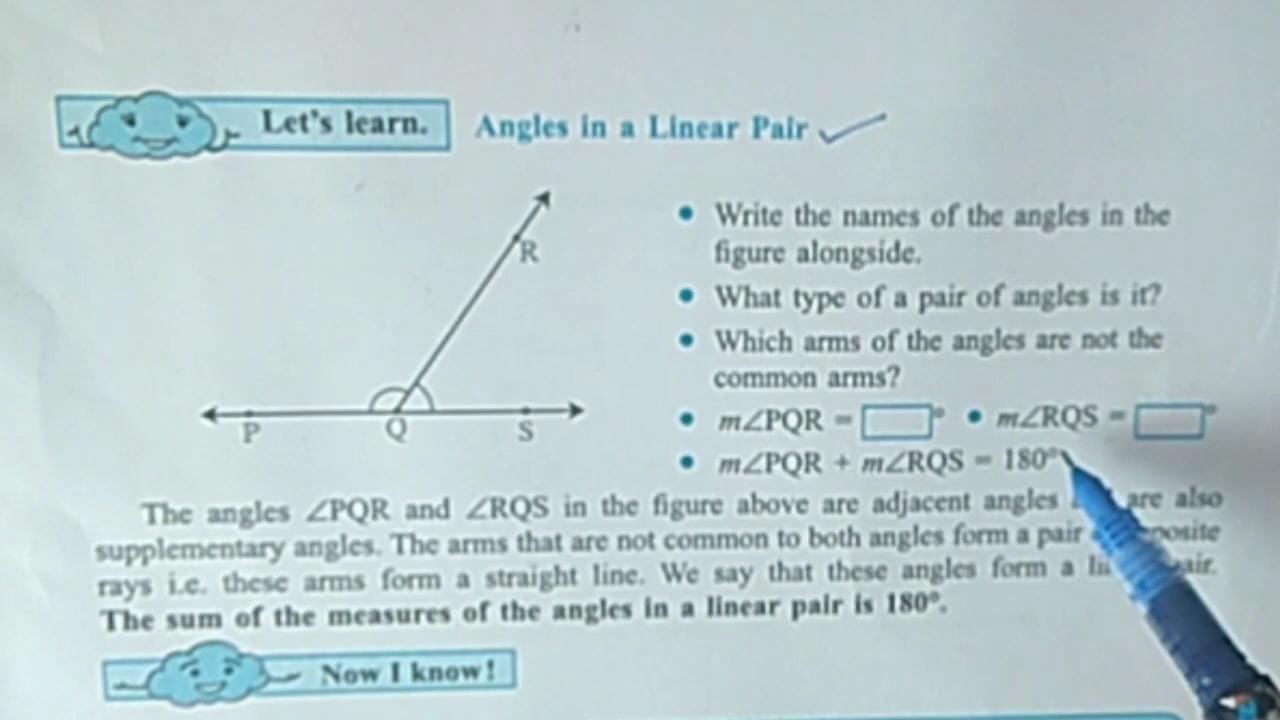 Let's learn. Angles in a Linear Pair
R
P
Q
S
• Write the names of the angles in the
figure alongside.
• What type of a pair of angles is it?
• Which arms of the angles are not the
common arms?
• m∠PQR = ° • m∠RQS = °
• m∠PQR + m∠RQS = 180°
The angles ∠PQR and ∠RQS in the figure above are adjacent angles are also
supplementary angles. The arms that are not common to both angles form a pair
rays i.e. these arms form a straight line. We say that these angles form a
The sum of the measures of the angles in a linear pair is 180°.
Now I know!